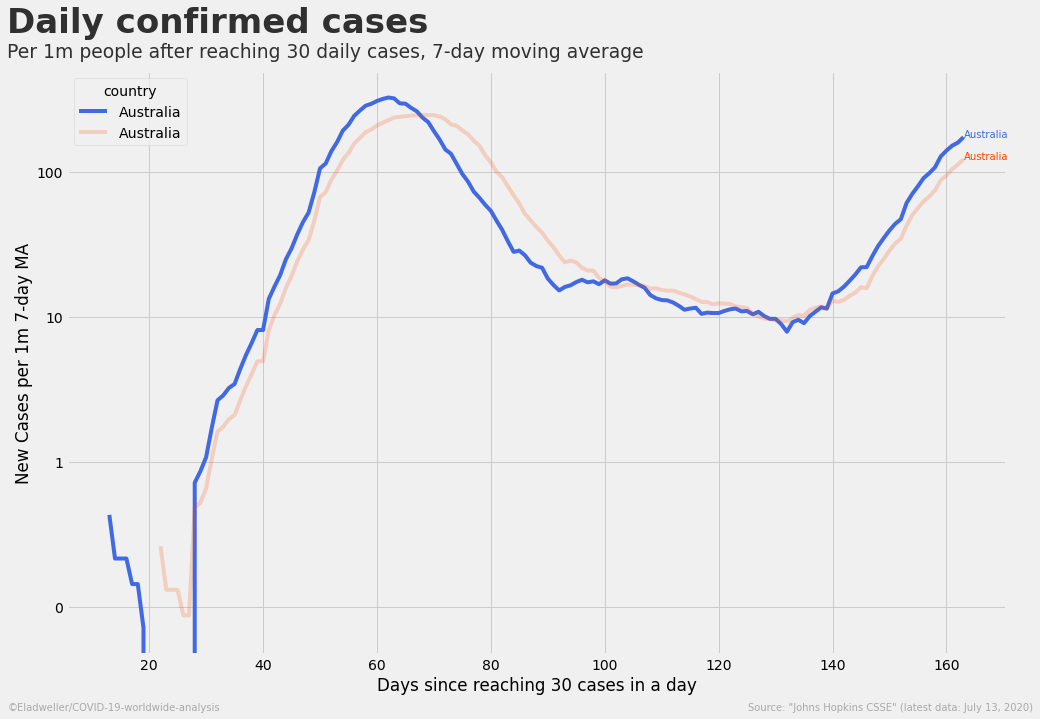 Daily confirmed cases
Per 1m people after reaching 30 daily cases, 7-day moving average
country
Australia
Australia
Australia
Australia
New Cases per 1m 7-day MA
100
10
1
0
20 40 60 80 100 120 140 160
Days since reaching 30 cases in a day
©Eladweller/COVID-19-worldwide-analysis
Source: "Johns Hopkins CSSE" (latest data: July 13, 2020)